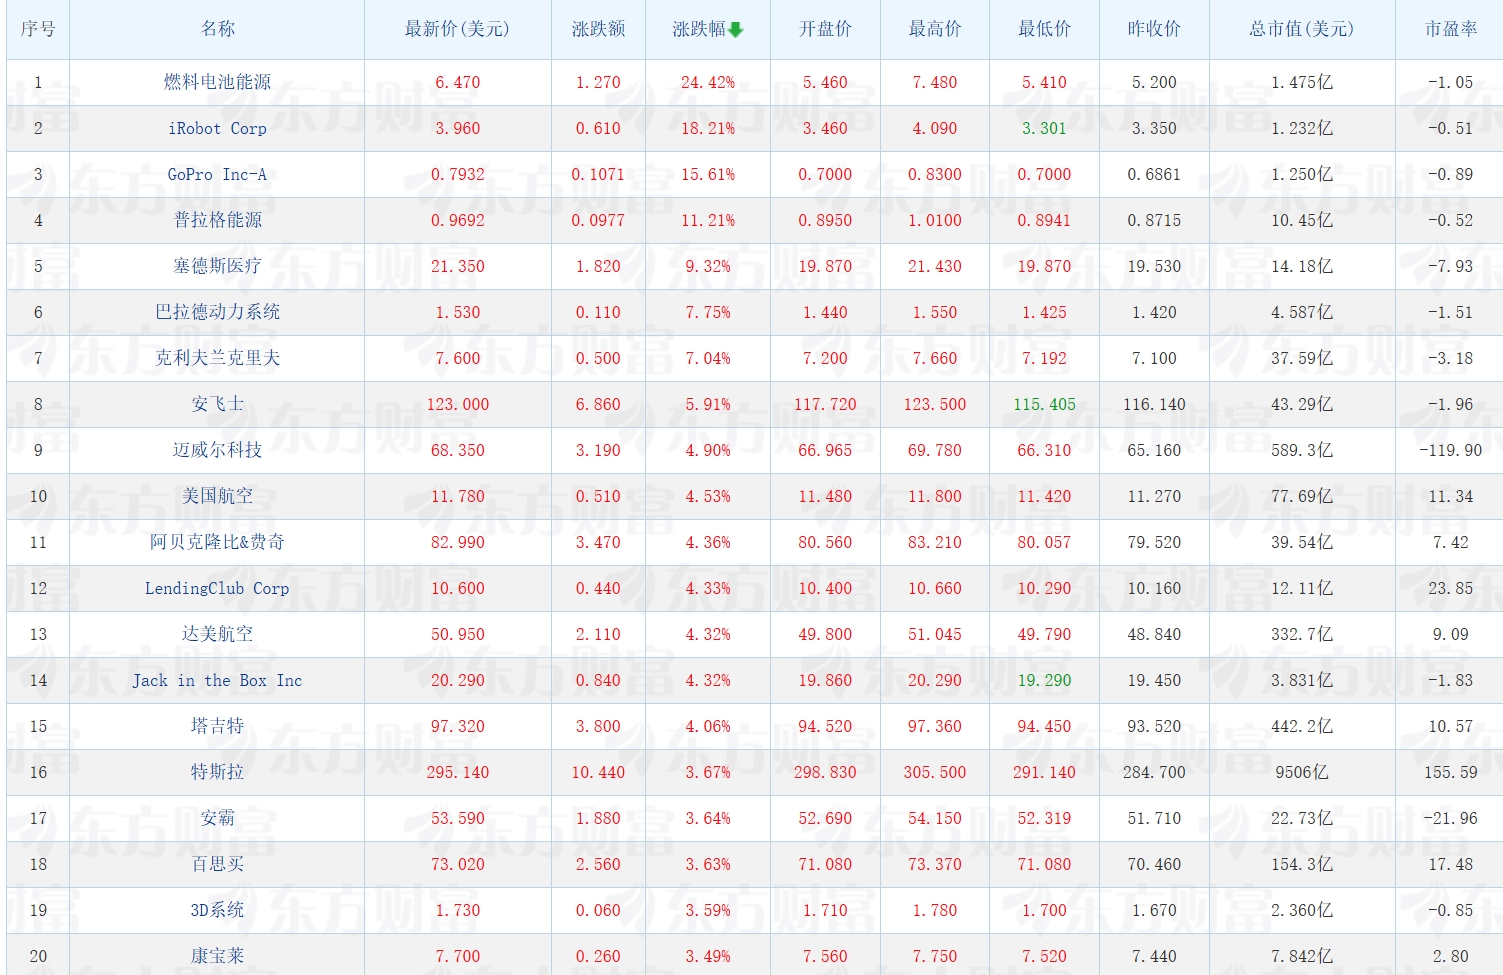 序号 名称 最新价(美元) 涨跌额 涨跌幅 开盘价 最高价 最低价 昨收价 总市值(美元) 市盈率
1 燃料电池能源 6.470 1.270 24.42% 5.460 7.480 5.410 5.200 1.475亿 -1.05
2 iRobot Corp 3.960 0.610 18.21% 3.460 4.090 3.301 3.350 1.232亿 -0.51
3 GoPro Inc-A 0.7932 0.1071 15.61% 0.7000 0.8300 0.7000 0.6861 1.250亿 -0.89
4 普拉格能源 0.9692 0.0977 11.21% 0.8950 1.0100 0.8941 0.8715 10.45亿 -0.52
5 塞德斯医疗 21.350 1.820 9.32% 19.870 21.430 19.870 19.530 14.18亿 -7.93
6 巴拉德动力系统 1.530 0.110 7.75% 1.440 1.550 1.425 1.420 4.587亿 -1.51
7 克利夫兰克里夫 7.600 0.500 7.04% 7.200 7.660 7.192 7.100 37.59亿 -3.18
8 安飞士 123.000 6.860 5.91% 117.720 123.500 115.405 116.140 43.29亿 -1.96
9 迈威尔科技 68.350 3.190 4.90% 66.965 69.780 66.310 65.160 589.3亿 -119.90
10 美国航空 11.780 0.510 4.53% 11.480 11.800 11.420 11.270 77.69亿 11.34
11 阿贝克隆比&费奇 82.990 3.470 4.36% 80.560 83.210 80.057 79.520 39.54亿 7.42
12 LendingClub Corp 10.600 0.440 4.33% 10.400 10.660 10.290 10.160 12.11亿 23.85
13 达美航空 50.950 2.110 4.32% 49.800 51.045 49.790 48.840 332.7亿 9.09
14 Jack in the Box Inc 20.290 0.840 4.32% 19.860 20.290 19.290 19.450 3.831亿 -1.83
15 塔吉特 97.320 3.800 4.06% 94.520 97.360 94.450 93.520 442.2亿 10.57
16 特斯拉 295.140 10.440 3.67% 298.830 305.500 291.140 284.700 9506亿 155.59
17 安霸 53.590 1.880 3.64% 52.690 54.150 52.319 51.710 22.73亿 -21.96
18 百思买 73.020 2.560 3.63% 71.080 73.370 71.080 70.460 154.3亿 17.48
19 3D系统 1.730 0.060 3.59% 1.710 1.780 1.700 1.670 2.360亿 -0.85
20 康宝莱 7.700 0.260 3.49% 7.560 7.750 7.520 7.440 7.842亿 2.80